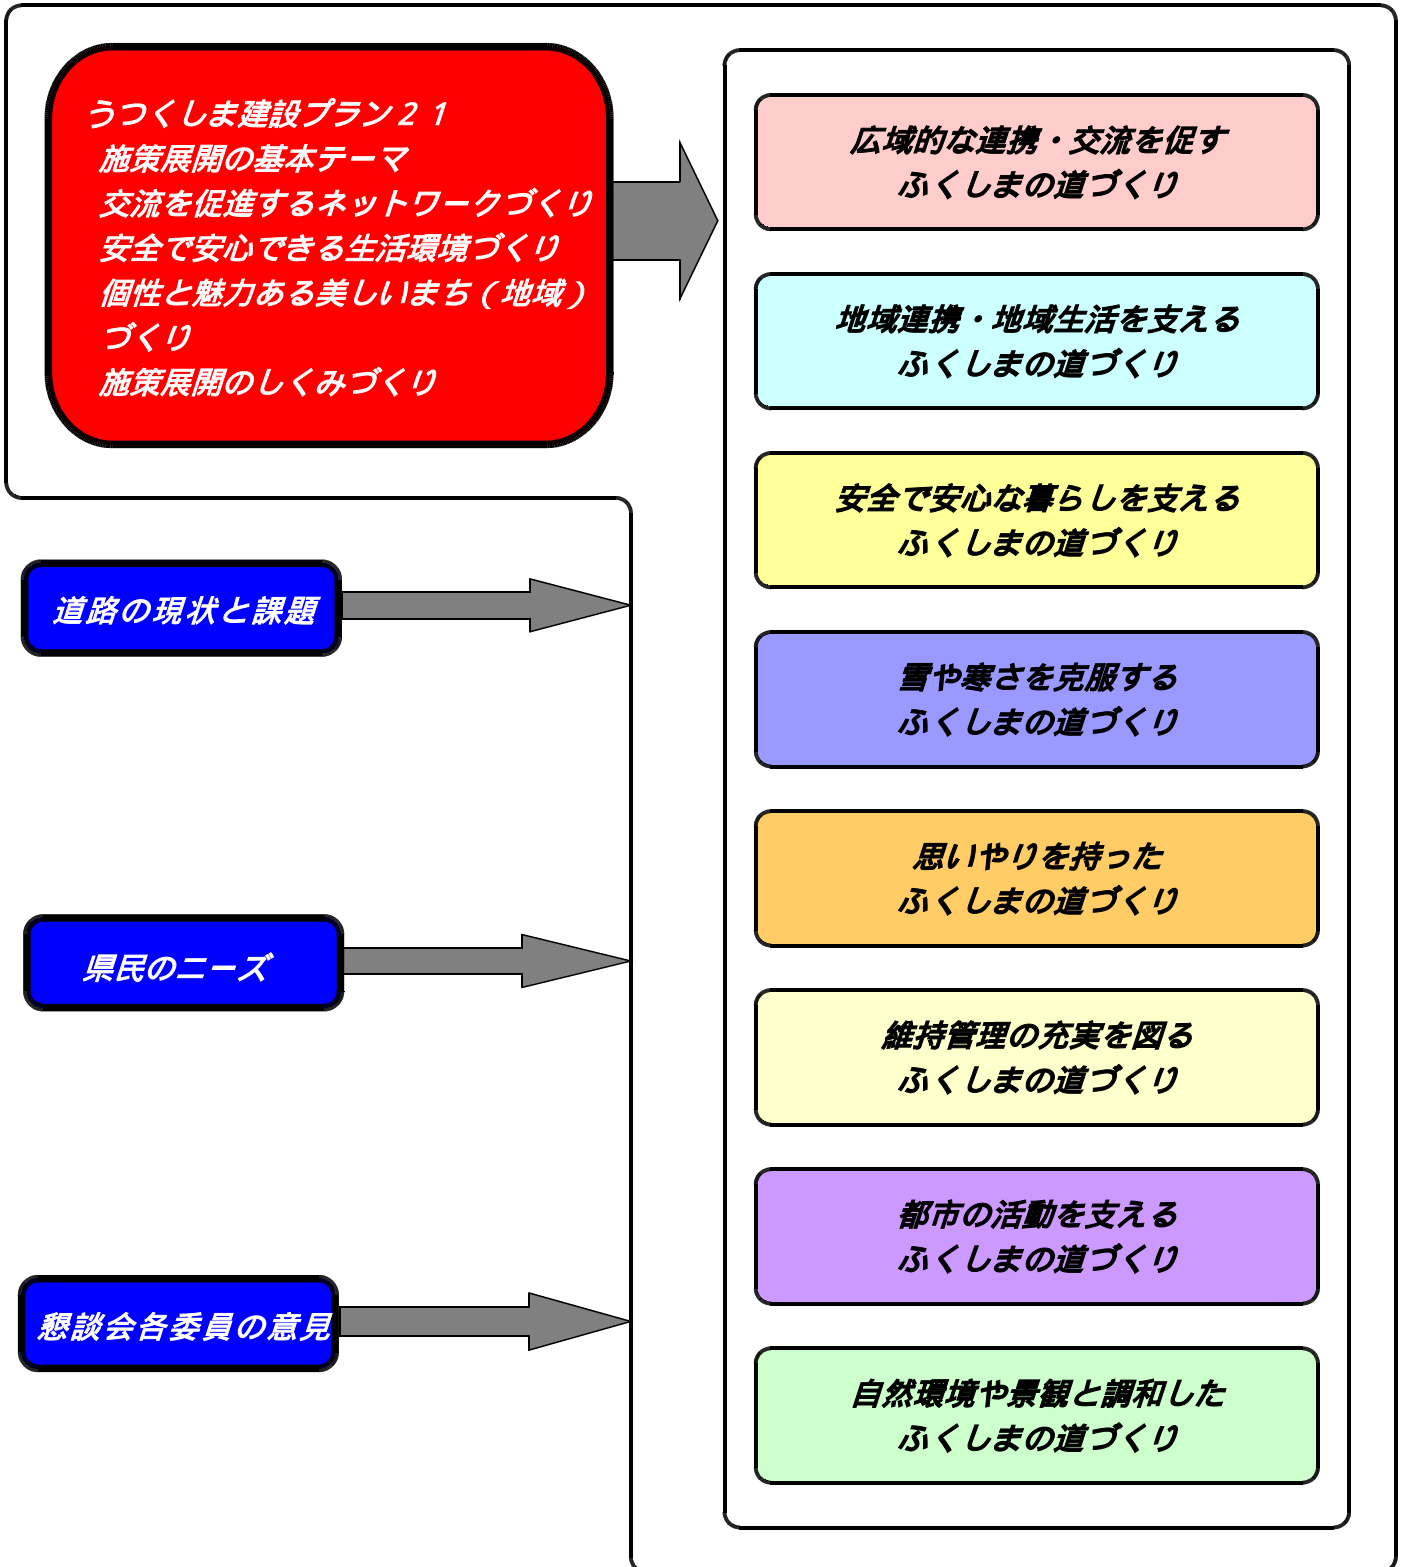 うつくしま建設プラン２１
施策展開の基本テーマ
交流を促進するネットワークづくり
安全で安心できる生活環境づくり
個性と魅力ある美しいまち（地域）
づくり
施策展開のしくみづくり
道路の現状と課題
県民のニーズ
懇談会各委員の意見
広域的な連携・交流を促す
ふくしまの道づくり
地域連携・地域生活を支える
ふくしまの道づくり
安全で安心な暮らしを支える
ふくしまの道づくり
雪や寒さを克服する
ふくしまの道づくり
思いやりを持った
ふくしまの道づくり
維持管理の充実を図る
ふくしまの道づくり
都市の活動を支える
ふくしまの道づくり
自然環境や景観と調和した
ふくしまの道づくり